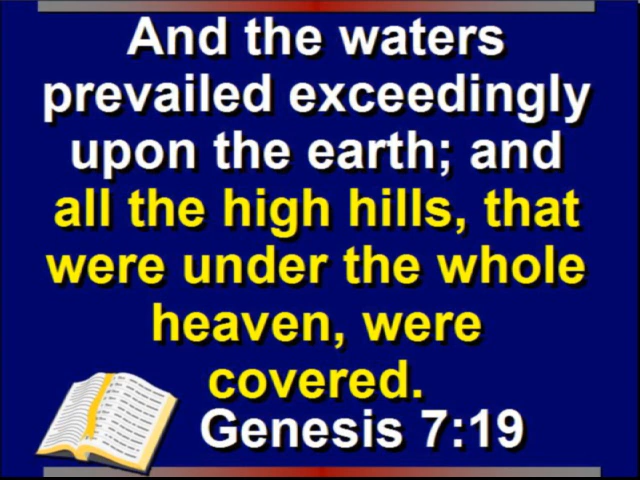 And the waters
prevailed exceedingly
upon the earth; and
all the high hills, that
were under the whole
heaven, were
covered.
Genesis 7:19